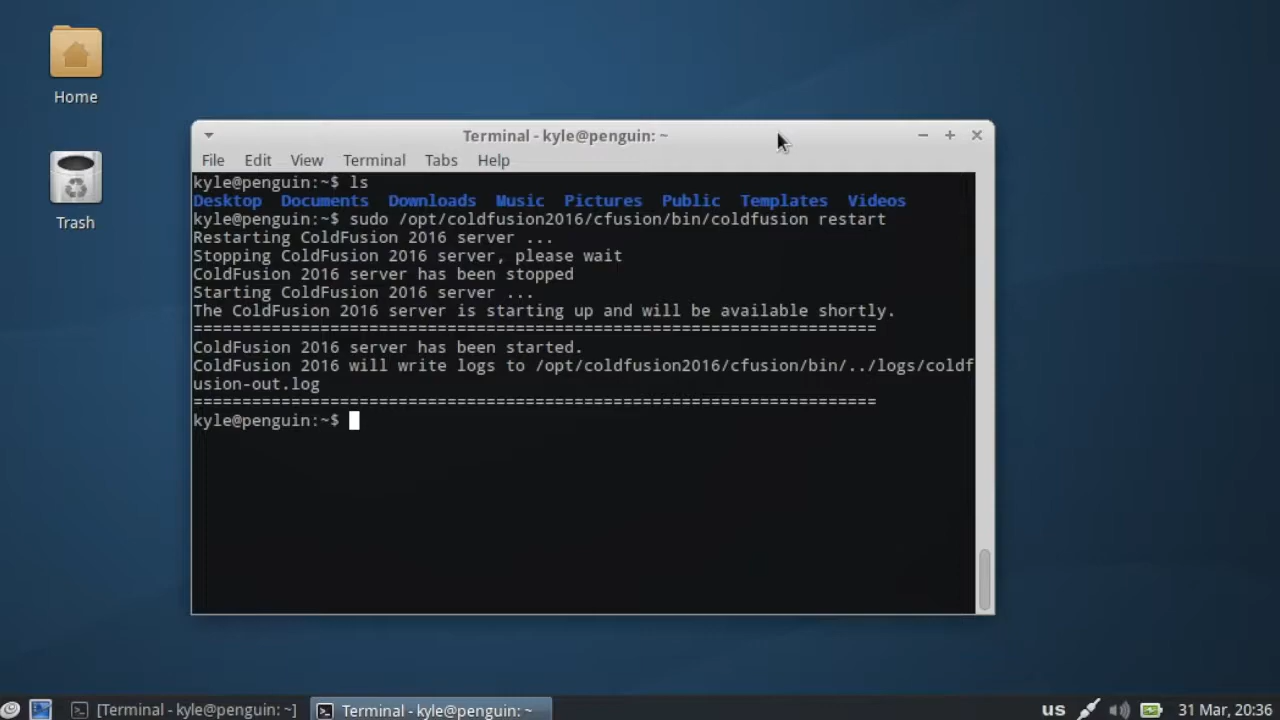 Home
Trash
Terminal - kyle@penguin: ~
File Edit View Terminal Tabs Help
kyle@penguin:~$ ls
Desktop Documents Downloads Music Pictures Public Templates Videos
kyle@penguin:~$ sudo /opt/coldfusion2016/cfusion/bin/coldfusion restart
Restarting ColdFusion 2016 server ...
Stopping ColdFusion 2016 server, please wait
ColdFusion 2016 server has been stopped
Starting ColdFusion 2016 server ...
The ColdFusion 2016 server is starting up and will be available shortly.
======================================================================
ColdFusion 2016 server has been started.
ColdFusion 2016 will write logs to /opt/coldfusion2016/cfusion/bin/../logs/coldf
usion-out.log
======================================================================
kyle@penguin:~$
[Terminal - kyle@penguin: ~] Terminal - kyle@penguin: ~ us 31 Mar, 20:36